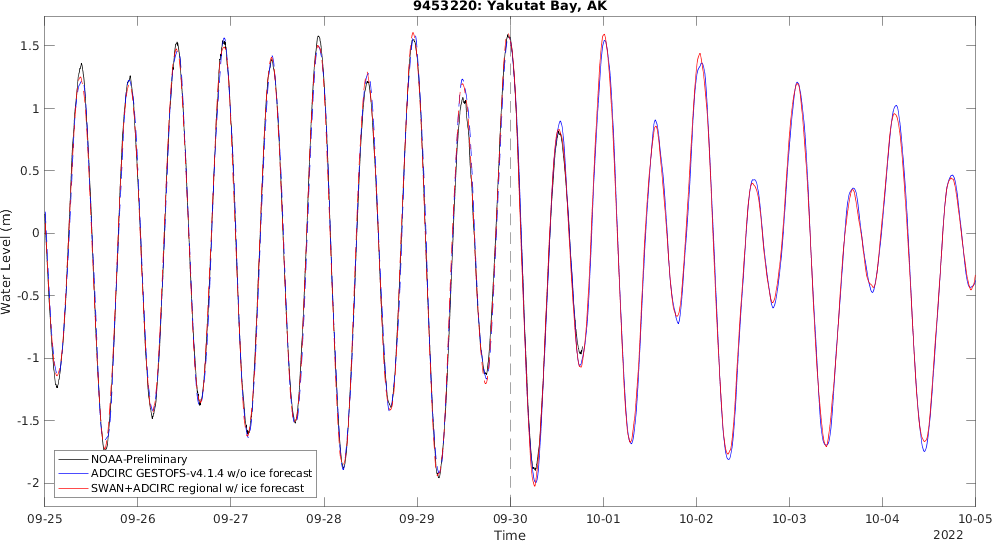 9453220: Yakutat Bay, AK
Water Level (m)
1.5
1
0.5
0
-0.5
-1
-1.5
-2
NOAA-Preliminary
ADCIRC GESTOFS-v4.1.4 w/o ice forecast
SWAN+ADCIRC regional w/ ice forecast
09-25 09-26 09-27 09-28 09-29 09-30 10-01 10-02 10-03 10-04 10-05
Time
2022